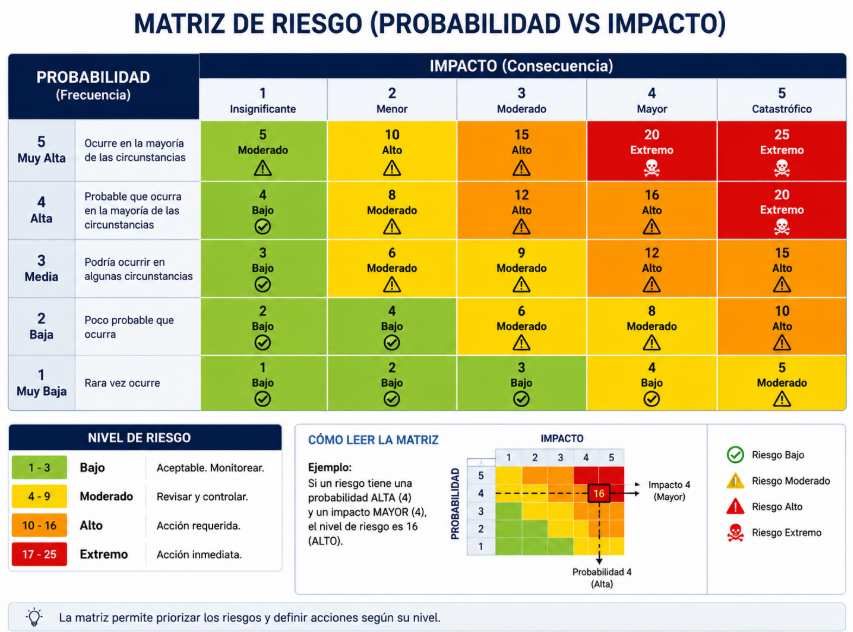 MATRIZ DE RIESGO (PROBABILIDAD VS IMPACTO)
PROBABILIDAD
(Frecuencia)
IMPACTO (Consecuencia)
1
Insignificante
2
Menor
3
Moderado
4
Mayor
5
Catastrófico
5
Muy Alta
Ocurre en la mayoría
de las circunstancias
5
Moderado
10
Alto
15
Alto
20
Extremo
25
Extremo
4
Alta
Probable que ocurra
en la mayoría de las
circunstancias
4
Bajo
8
Moderado
12
Alto
16
Alto
20
Extremo
3
Media
Podría ocurrir en
algunas circunstancias
3
Bajo
6
Moderado
9
Moderado
12
Alto
15
Alto
2
Baja
Poco probable que
ocurra
2
Bajo
4
Bajo
6
Moderado
8
Moderado
10
Alto
1
Muy Baja
Rara vez ocurre
1
Bajo
2
Bajo
3
Bajo
4
Bajo
5
Moderado
NIVEL DE RIESGO
1 - 3 Bajo Aceptable. Monitorear.
4 - 9 Moderado Revisar y controlar.
10 - 16 Alto Acción requerida.
17 - 25 Extremo Acción inmediata.
CÓMO LEER LA MATRIZ
Ejemplo:
Si un riesgo tiene una
probabilidad ALTA (4)
y un impacto MAYOR (4),
el nivel de riesgo es 16
(ALTO).
IMPACTO
1 2 3 4 5
PROBABILIDAD
5
4
3
2
1
16
Impacto 4
(Mayor)
Probabilidad 4
(Alta)
Riesgo Bajo
Riesgo Moderado
Riesgo Alto
Riesgo Extremo
La matriz permite priorizar los riesgos y definir acciones según su nivel.